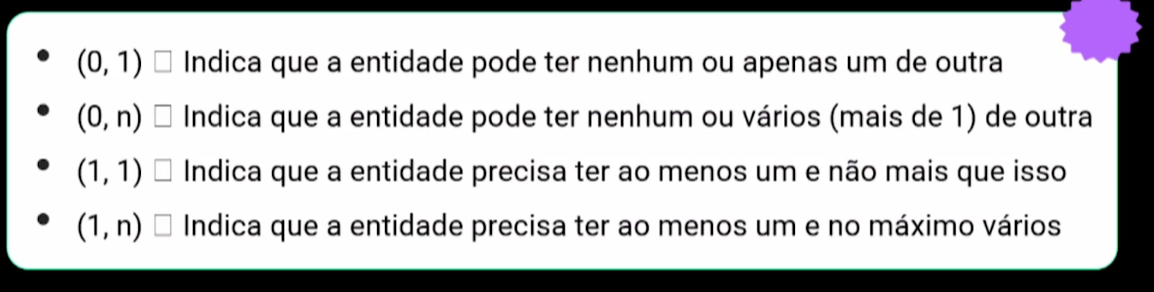 • (0, 1) □ Indica que a entidade pode ter nenhum ou apenas um de outra
• (0, n) □ Indica que a entidade pode ter nenhum ou vários (mais de 1) de outra
• (1, 1) □ Indica que a entidade precisa ter ao menos um e não mais que isso
• (1, n) □ Indica que a entidade precisa ter ao menos um e no máximo vários